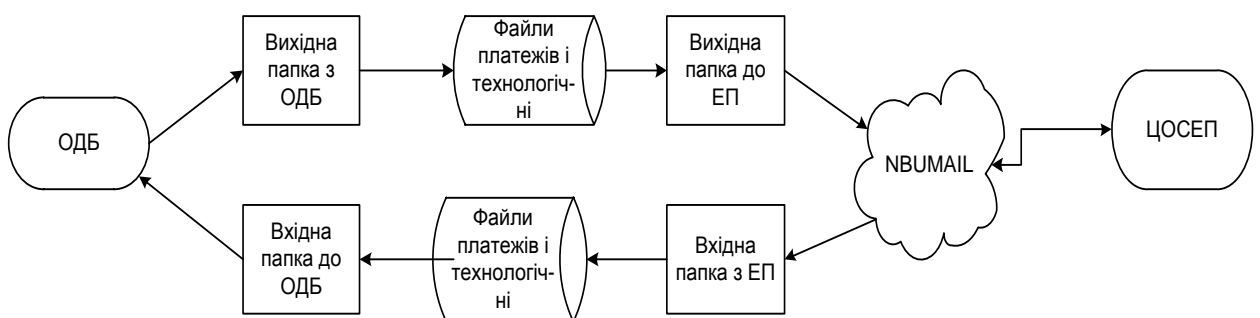 Вихідна
папка з
ОДБ
Файли
платежів і
технологіч-
ні
Вихідна
папка до
ЕП
ОДБ
NBUMAIL
ЦОСЕП
Вхідна
папка до
ОДБ
Файли
платежів і
технологіч-
ні
Вхідна
папка з ЕП